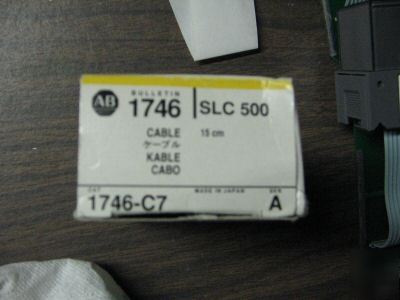 AB
BULLETIN
1746 SLC 500
CABLE 15 cm
ケーブル
KABLE
CABO
CAT MADE IN JAPAN SER
1746-C7 A